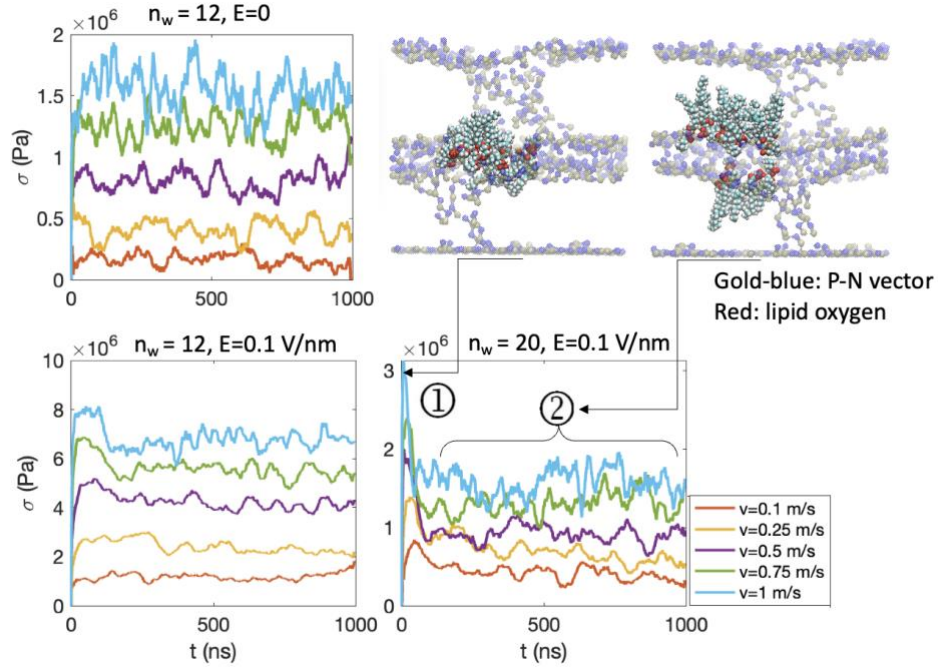 n_w = 12, E=0
×10^6
2
1.5
1
0.5
0
σ (Pa)
0
500
1000
Gold-blue: P-N vector
Red: lipid oxygen
n_w = 12, E=0.1 V/nm
×10^6
10
8
6
4
2
0
σ (Pa)
0
500
1000
t (ns)
n_w = 20, E=0.1 V/nm
×10^6
3
2
1
0
①
②
0
500
1000
t (ns)
v=0.1 m/s
v=0.25 m/s
v=0.5 m/s
v=0.75 m/s
v=1 m/s